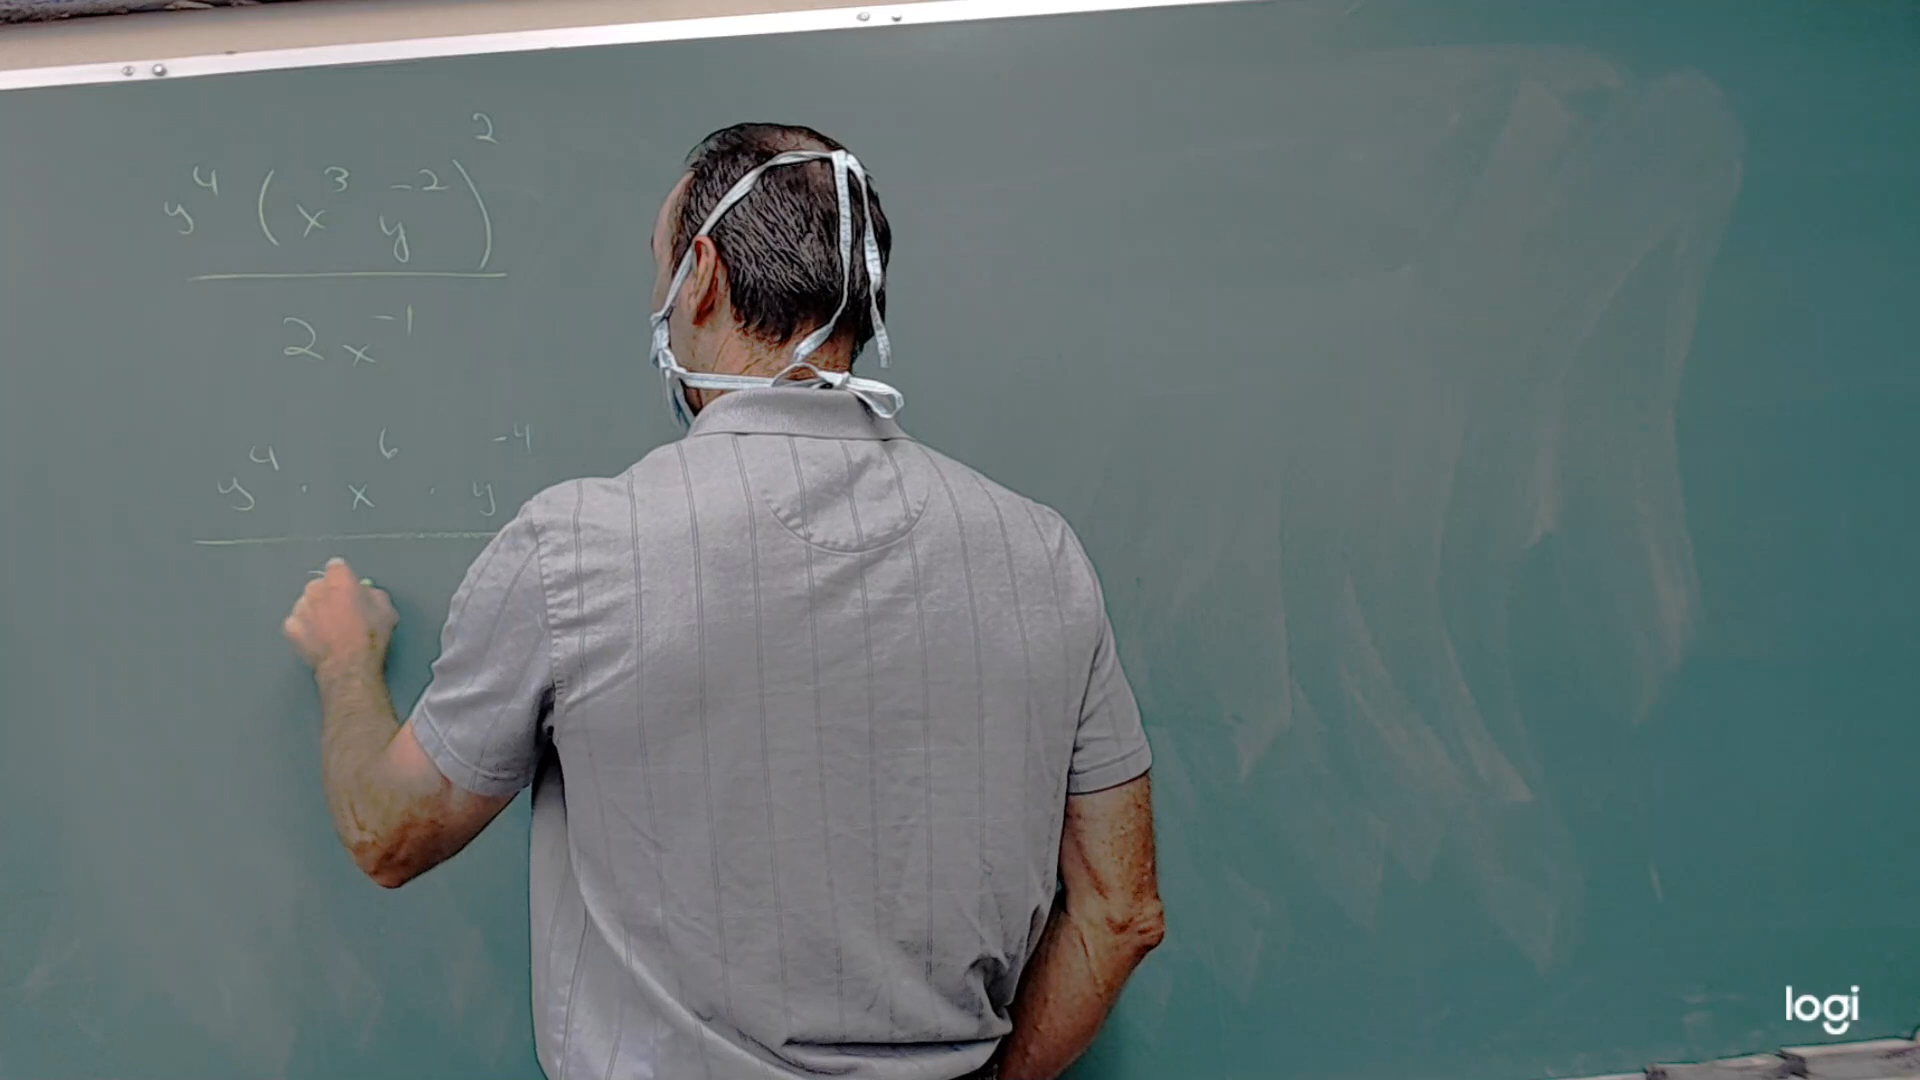 y⁴ (x³ y⁻²)²
2x⁻¹
y⁴ · x⁶ · y⁻⁴
logi